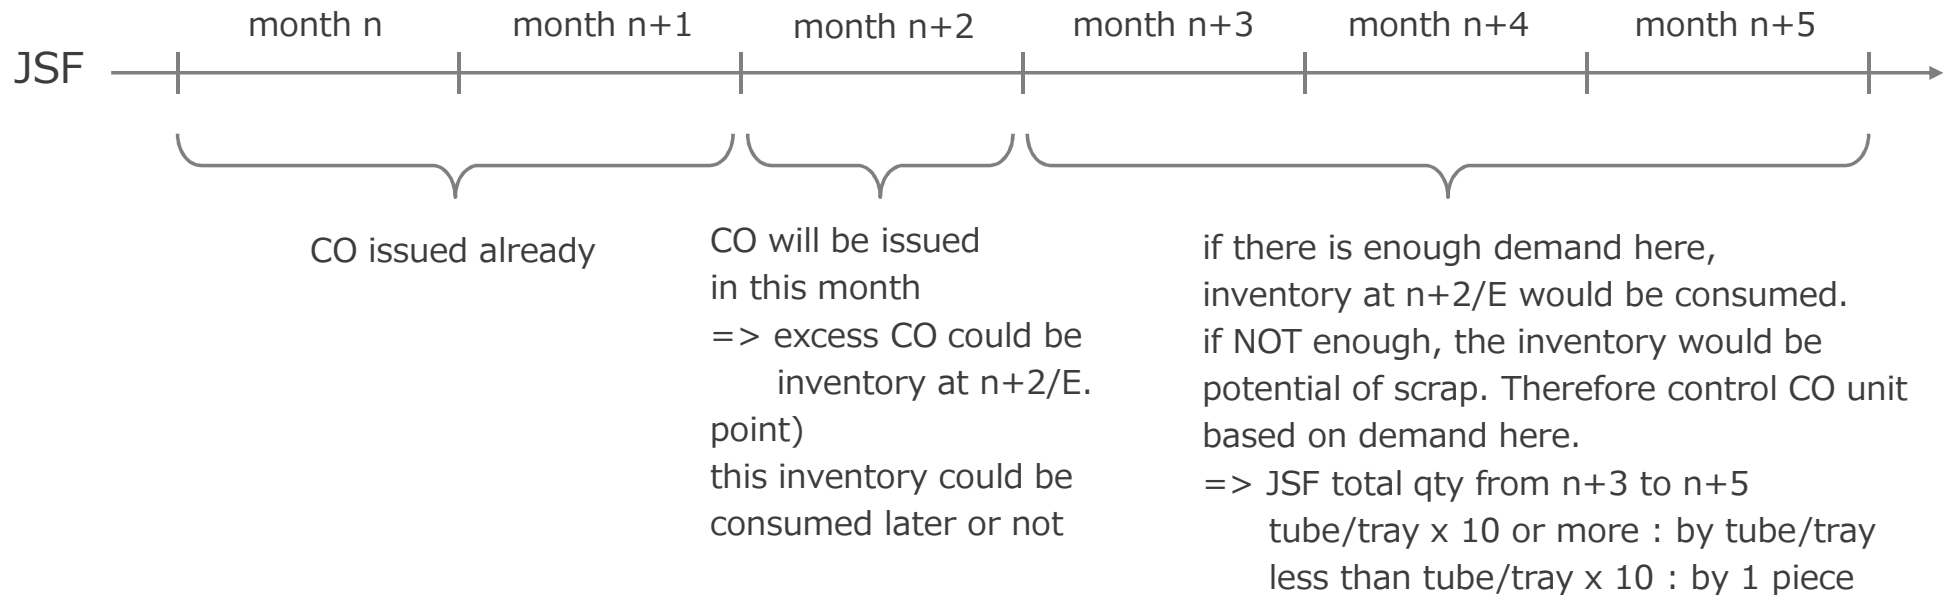 month n
month n+1
month n+2
month n+3
month n+4
month n+5
JSF
CO issued already
CO will be issued
in this month
=> excess CO could be
inventory at n+2/E.
point)
this inventory could be
consumed later or not
if there is enough demand here,
inventory at n+2/E would be consumed.
if NOT enough, the inventory would be
potential of scrap. Therefore control CO unit
based on demand here.
=> JSF total qty from n+3 to n+5
tube/tray x 10 or more : by tube/tray
less than tube/tray x 10 : by 1 piece